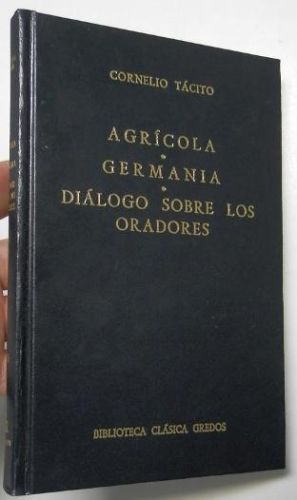 CORNELIO TÁCITO
AGRÍCOLA
GERMANIA
DIÁLOGO SOBRE LOS
ORADORES
BIBLIOTECA CLÁSICA GREDOS